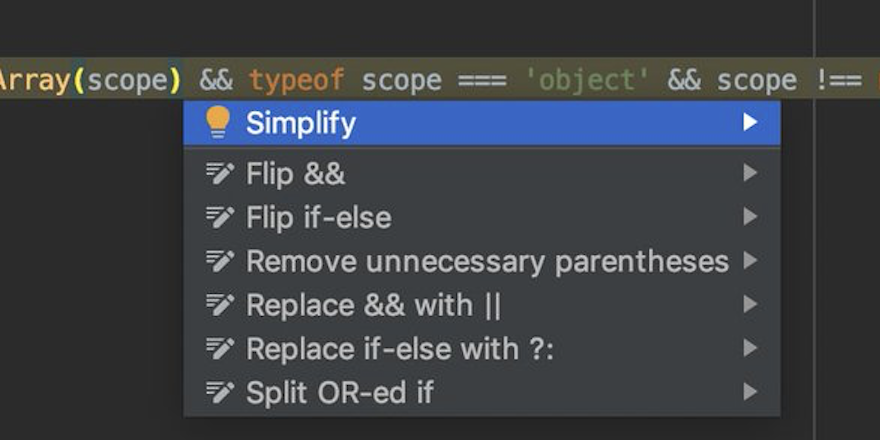 Array(scope) && typeof scope === 'object' && scope !==
Simplify
Flip &&
Flip if-else
Remove unnecessary parentheses
Replace && with ||
Replace if-else with ?:
Split OR-ed if